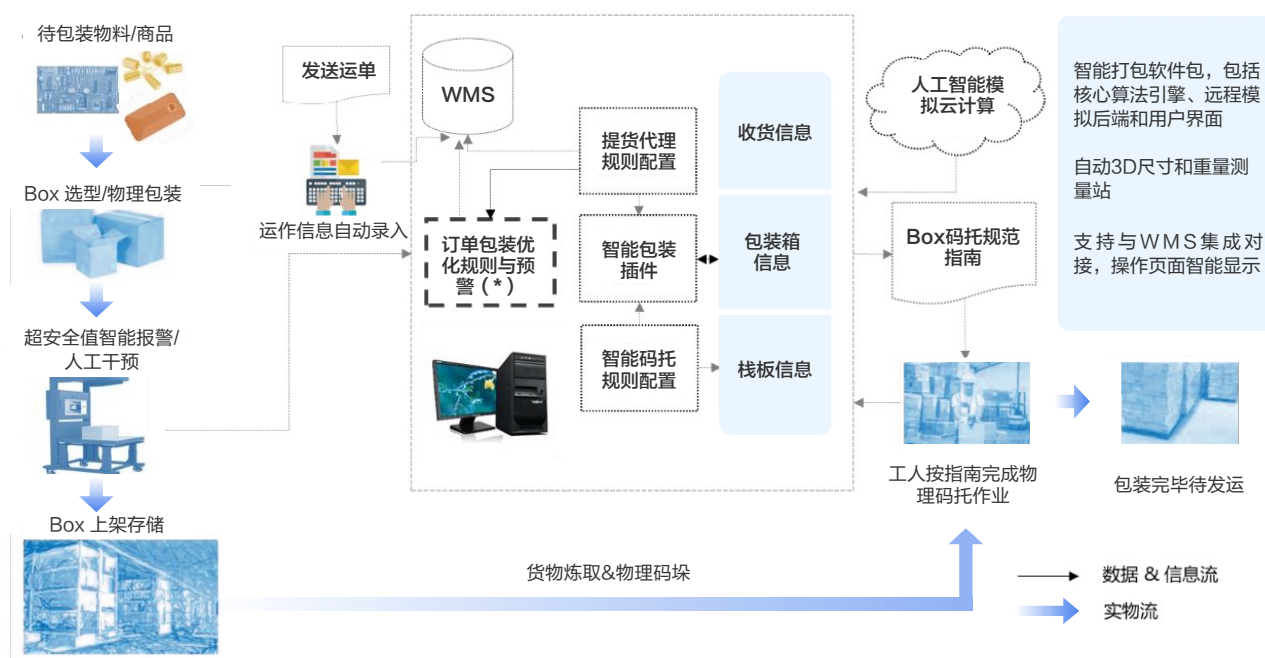 待包装物料/商品
Box 选型/物理包装
超安全值智能报警/
人工干预
Box 上架存储
发送运单
运作信息自动录入
WMS
提货代理
规则配置
订单包装优
化规则与预
警（*）
智能包装
插件
智能码托
规则配置
收货信息
包装箱
信息
栈板信息
人工智能模
拟云计算
Box码托规范
指南
工人按指南完成物
理码托作业
包装完毕待发运
智能打包软件包，包括
核心算法引擎、远程模
拟后端和用户界面
自动3D尺寸和重量测
量站
支持与WMS集成对
接，操作页面智能显示
货物炼取&物理码垛
数据 & 信息流
实物流